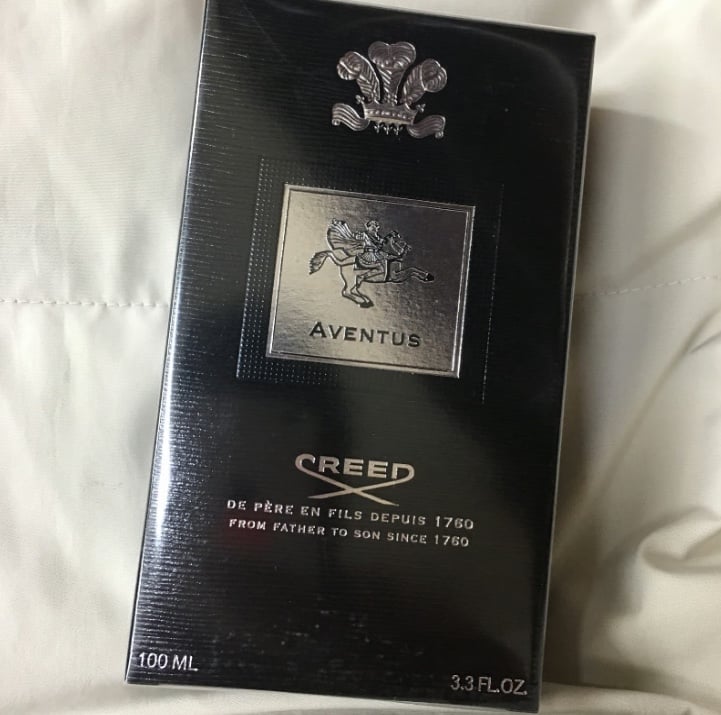 AVENTUS
CREED
DE PÈRE EN FILS DEPUIS 1760
FROM FATHER TO SON SINCE 1760
100 ML
3.3 FL.OZ.